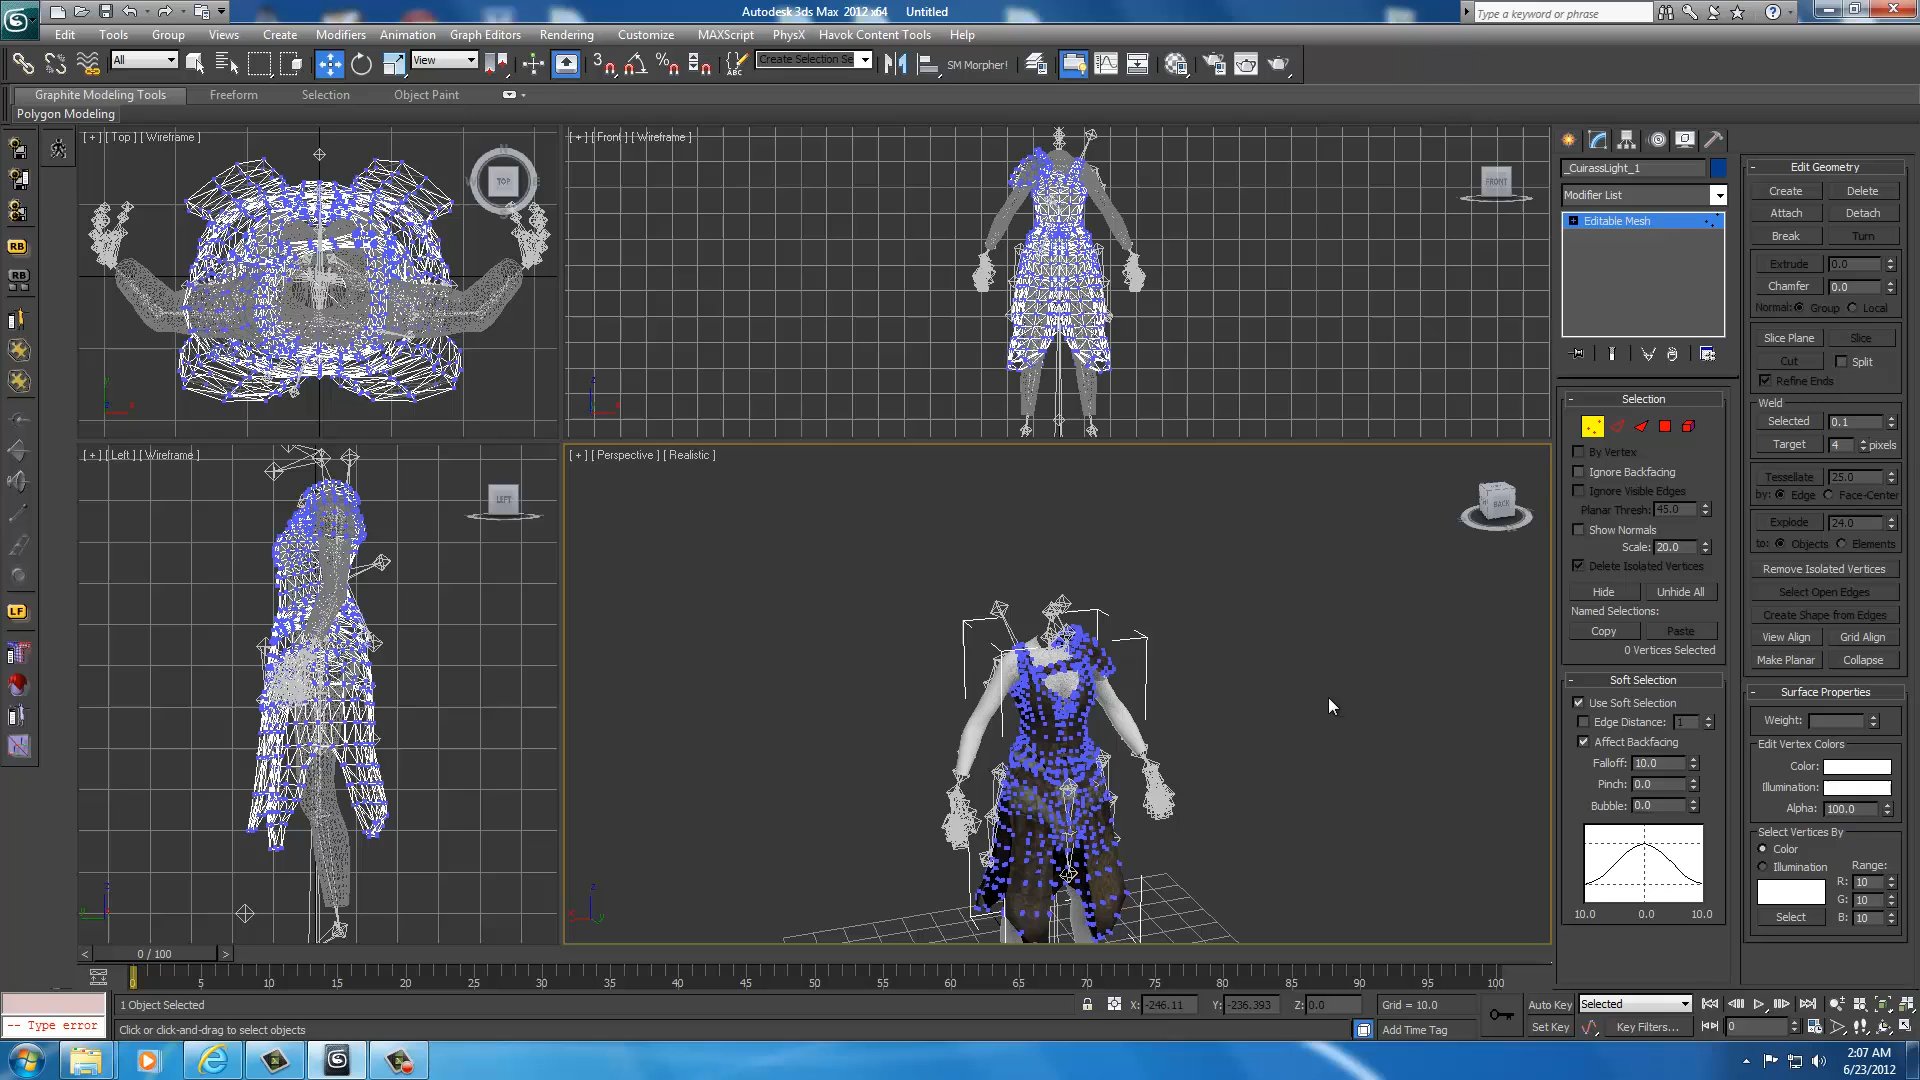 Autodesk 3ds Max 2012 x64 Untitled
Type a keyword or phrase
Edit Tools Group Views Create Modifiers Animation Graph Editors Rendering Customize MAXScript PhysX Havok Content Tools Help
All View Create Selection Se SM Morpher!
Graphite Modeling Tools Freeform Selection Object Paint
Polygon Modeling
[ + ] [ Top ] [ Wireframe ]
TOP
[ + ] [ Front ] [ Wireframe ]
FRONT
[ + ] [ Left ] [ Wireframe ]
LEFT
[ + ] [ Perspective ] [ Realistic ]
BACK
RB
RB
LF
_CuirassLight_1
Modifier List
Editable Mesh
Selection
By Vertex
Ignore Backfacing
Ignore Visible Edges
Planar Thresh: 45.0
Show Normals
Scale: 20.0
Delete Isolated Vertices
Hide Unhide All
Named Selections:
Copy Paste
0 Vertices Selected
Soft Selection
Use Soft Selection
Edge Distance: 1
Affect Backfacing
Falloff: 10.0
Pinch: 0.0
Bubble: 0.0
10.0 0.0 10.0
Edit Geometry
Create Delete
Attach Detach
Break Turn
Extrude 0.0
Chamfer 0.0
Normal: Group Local
Slice Plane Slice
Cut Split
Refine Ends
Weld
Selected 0.1
Target 4 pixels
Tessellate 25.0
by: Edge Face-Center
Explode 24.0
to: Objects Elements
Remove Isolated Vertices
Select Open Edges
Create Shape from Edges
View Align Grid Align
Make Planar Collapse
Surface Properties
Weight:
Edit Vertex Colors
Color:
Illumination:
Alpha: 100.0
Select Vertices By
Color
Illumination Range:
R: 10
G: 10
Select B: 10
< 0 / 100 >
0 5 10 15 20 25 30 35 40 45 50 55 60 65 70 75 80 85 90 95 100
1 Object Selected X: -246.11 Y: -236.393 Z: 0.0 Grid = 10.0 Auto Key Selected
-- Type error Click or click-and-drag to select objects Add Time Tag Set Key Key Filters... 0
2:07 AM
6/23/2012